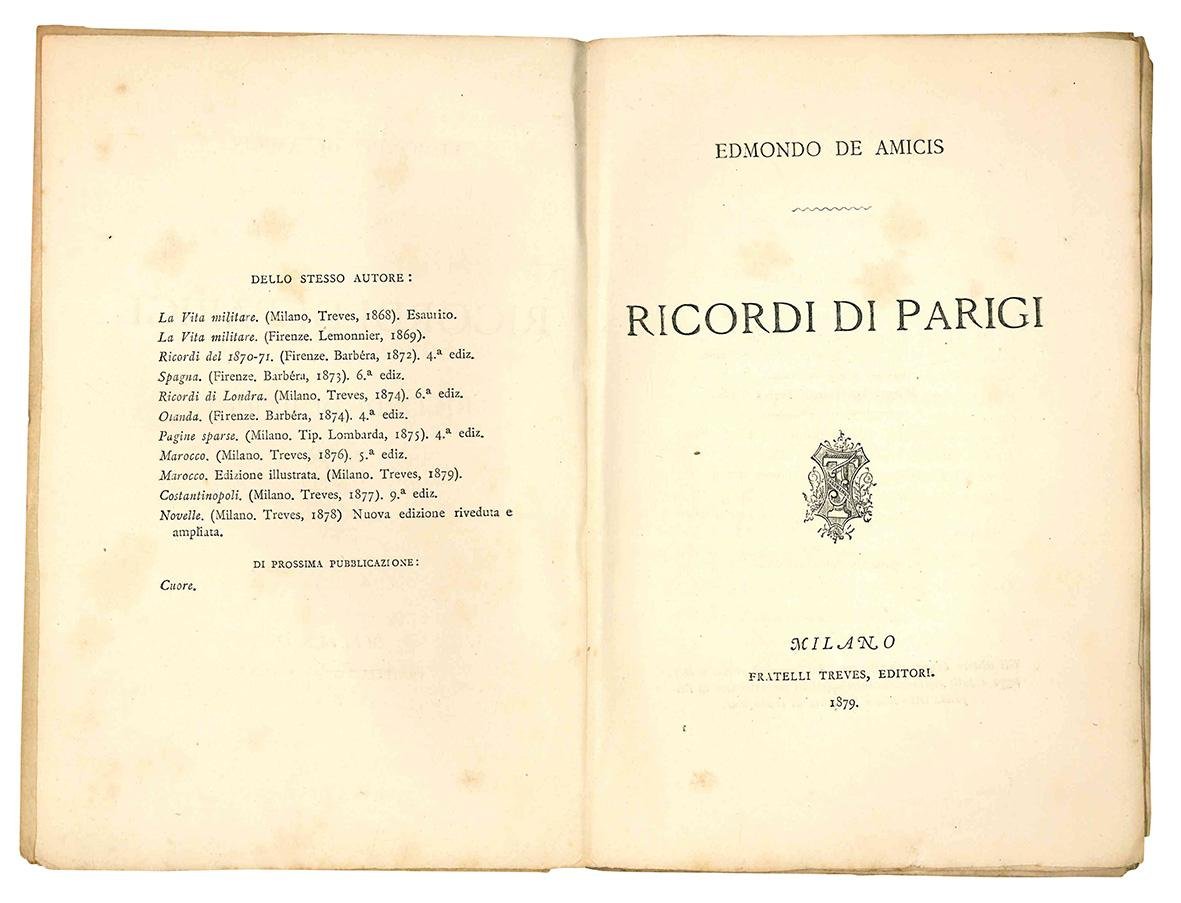 DELLO STESSO AUTORE:
La Vita militare. (Milano, Treves, 1868). Esaurito.
La Vita militare. (Firenze. Lemonnier, 1869).
Ricordi del 1870-71. (Firenze. Barbéra, 1872). 4.ª ediz.
Spagna. (Firenze. Barbéra, 1873). 6.ª ediz.
Ricordi di Londra. (Milano. Treves, 1874). 6.ª ediz.
Olanda. (Firenze. Barbéra, 1874). 4.ª ediz.
Pagine sparse. (Milano. Tip. Lombarda, 1875). 4.ª ediz.
Marocco. (Milano. Treves, 1876). 5.ª ediz.
Marocco. Edizione illustrata. (Milano. Treves, 1879).
Costantinopoli. (Milano. Treves, 1877). 9.ª ediz.
Novelle. (Milano. Treves, 1878) Nuova edizione riveduta e
ampliata.
DI PROSSIMA PUBBLICAZIONE:
Cuore.
EDMONDO DE AMICIS
RICORDI DI PARIGI
MILANO
FRATELLI TREVES, EDITORI.
1879.